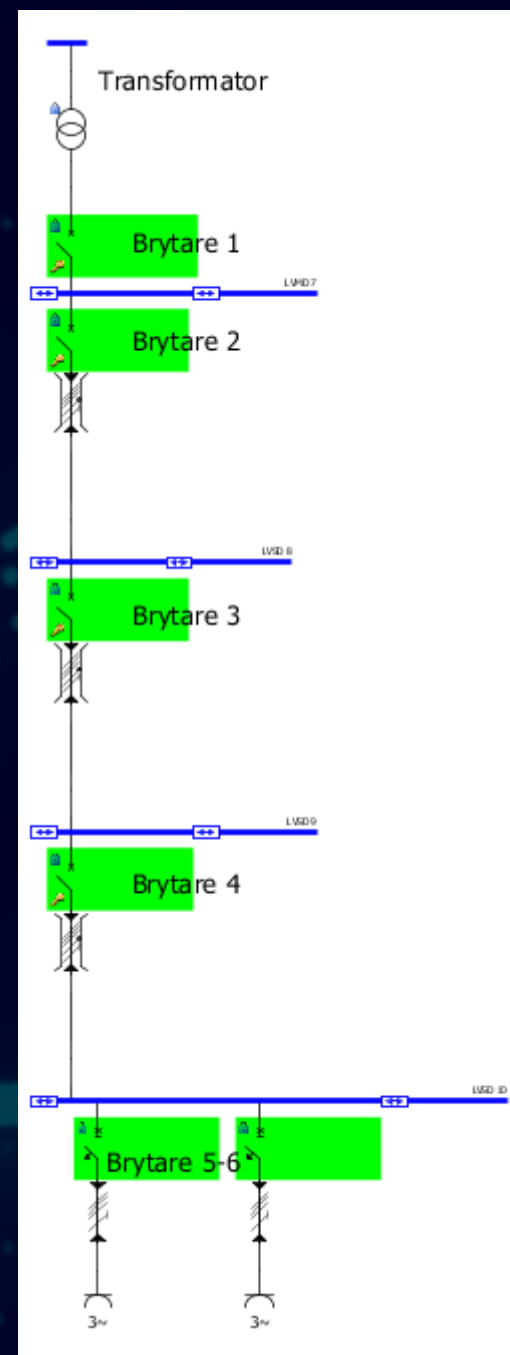 Transformator
Brytare 1
LVMD 7
Brytare 2
LVSD 8
Brytare 3
LVSD 9
Brytare 4
LVSD 10
Brytare 5-6
3~ 3~